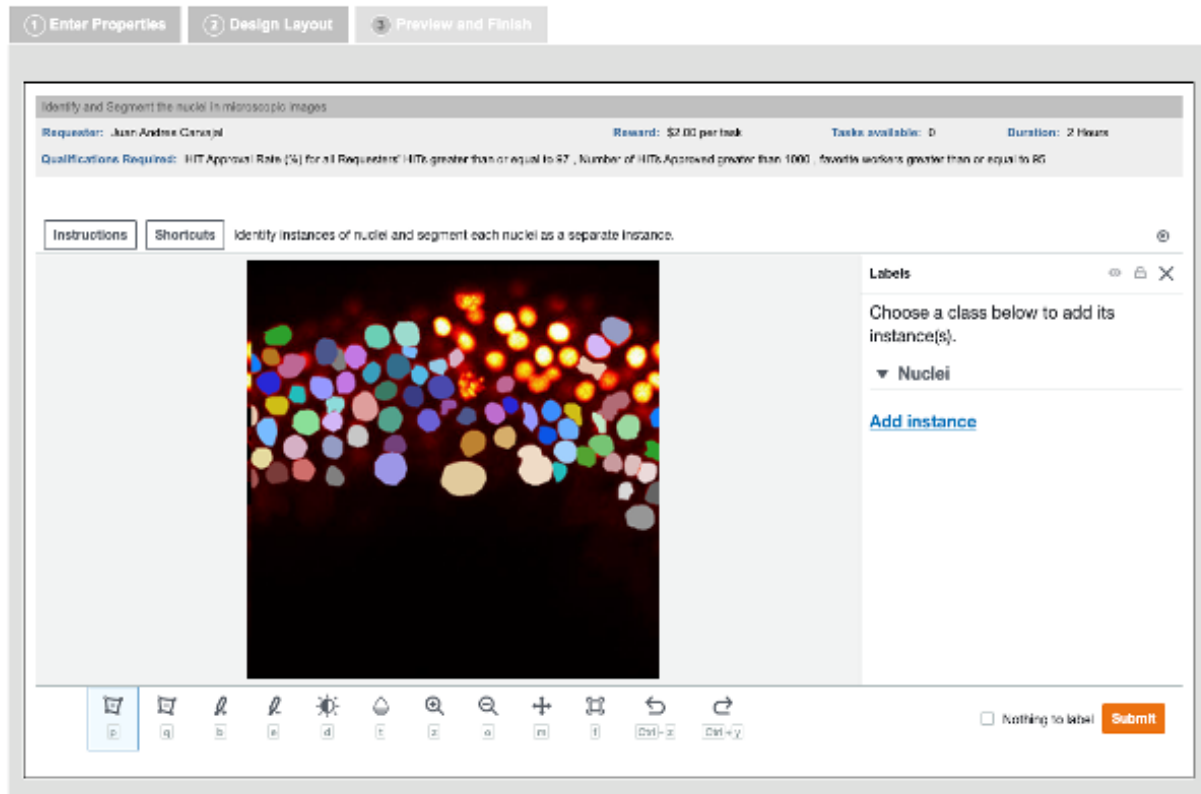 1 Enter Properties 2 Design Layout 3 Preview and Finish
Identify and Segment the nuclei in microscopic images
Requester: Juan Andres Carvajal Reward: $2.00 per task Tasks available: 0 Duration: 2 Hours
Qualifications Required: HIT Approval Rate (%) for all Requesters' HITs greater than or equal to 97 , Number of HITs Approved greater than 1000 , favorite workers greater than or equal to 95
Instructions Shortcuts Identify instances of nuclei and segment each nuclei as a separate instance.
Labels
Choose a class below to add its
instance(s).
Nuclei
Add instance
p q b e d t z o m f Ctrl+z Ctrl+y
Nothing to label Submit